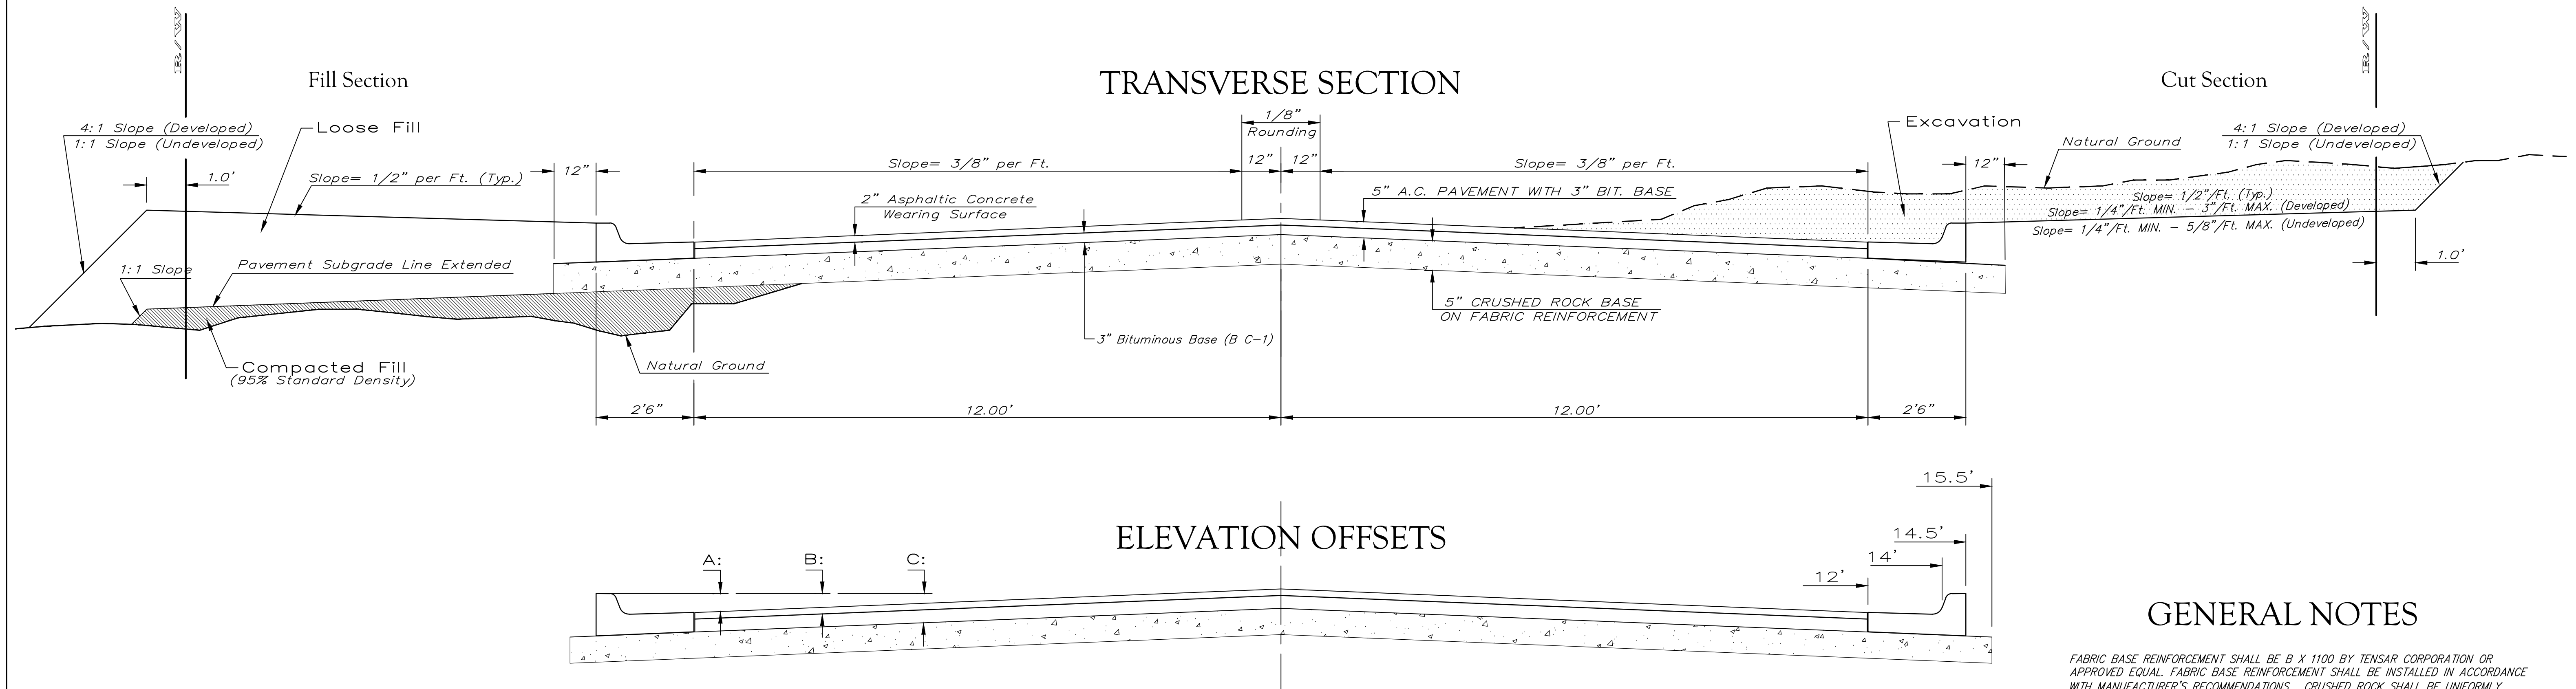 R/W
R/W
Fill Section
TRANSVERSE SECTION
Cut Section
4:1 Slope (Developed)
1:1 Slope (Undeveloped)
Loose Fill
1/8"
Rounding
Excavation
Natural Ground
4:1 Slope (Developed)
1:1 Slope (Undeveloped)
12"
Slope= 3/8" per Ft.
12"
12"
Slope= 3/8" per Ft.
12"
1.0'
Slope= 1/2" per Ft. (Typ.)
2" Asphaltic Concrete
Wearing Surface
5" A.C. PAVEMENT WITH 3" BIT. BASE
Slope= 1/2"/Ft. (Typ.)
Slope= 1/4"/Ft. MIN. - 3"/Ft. MAX. (Developed)
Slope= 1/4"/Ft. MIN. - 5/8"/Ft. MAX. (Undeveloped)
1:1 Slope
Pavement Subgrade Line Extended
1.0'
5" CRUSHED ROCK BASE
ON FABRIC REINFORCEMENT
3" Bituminous Base (B C-1)
Compacted Fill
(95% Standard Density)
Natural Ground
2'6"
12.00'
12.00'
2'6"
15.5'
ELEVATION OFFSETS
14.5'
A:
B:
C:
14'
12'
GENERAL NOTES
FABRIC BASE REINFORCEMENT SHALL BE B X 1100 BY TENSAR CORPORATION OR
APPROVED EQUAL. FABRIC BASE REINFORCEMENT SHALL BE INSTALLED IN ACCORDANCE
WITH MANUFACTURER'S RECOMMENDATIONS. CRUSHED ROCK SHALL BE UNIFORMLY